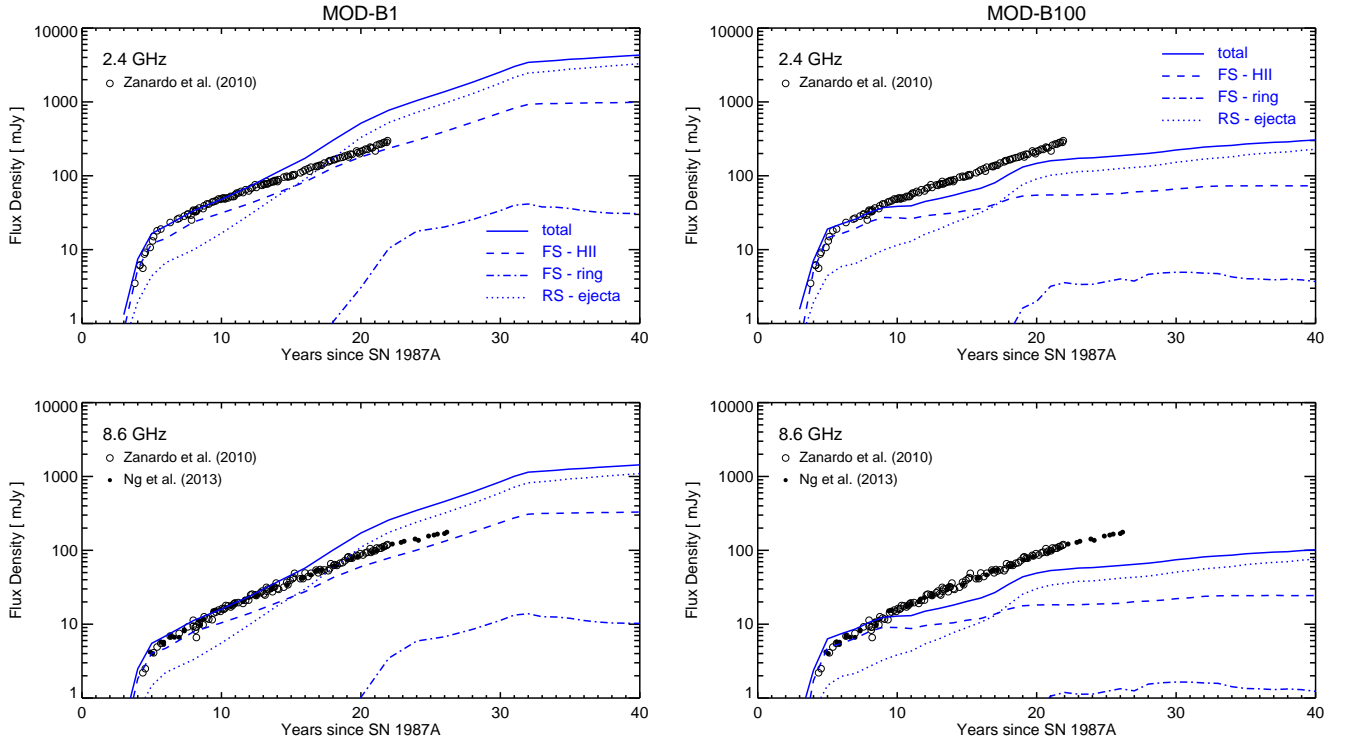 MOD-B1
10000
1000
100
10
1
Flux Density [ mJy ]
2.4 GHz
Zanardo et al. (2010)
total
FS - HII
FS - ring
RS - ejecta
0
10
20
30
40
Years since SN 1987A
MOD-B100
10000
1000
100
10
1
Flux Density [ mJy ]
2.4 GHz
Zanardo et al. (2010)
total
FS - HII
FS - ring
RS - ejecta
0
10
20
30
40
Years since SN 1987A
10000
1000
100
10
1
Flux Density [ mJy ]
8.6 GHz
Zanardo et al. (2010)
Ng et al. (2013)
0
10
20
30
40
Years since SN 1987A
10000
1000
100
10
1
Flux Density [ mJy ]
8.6 GHz
Zanardo et al. (2010)
Ng et al. (2013)
0
10
20
30
40
Years since SN 1987A